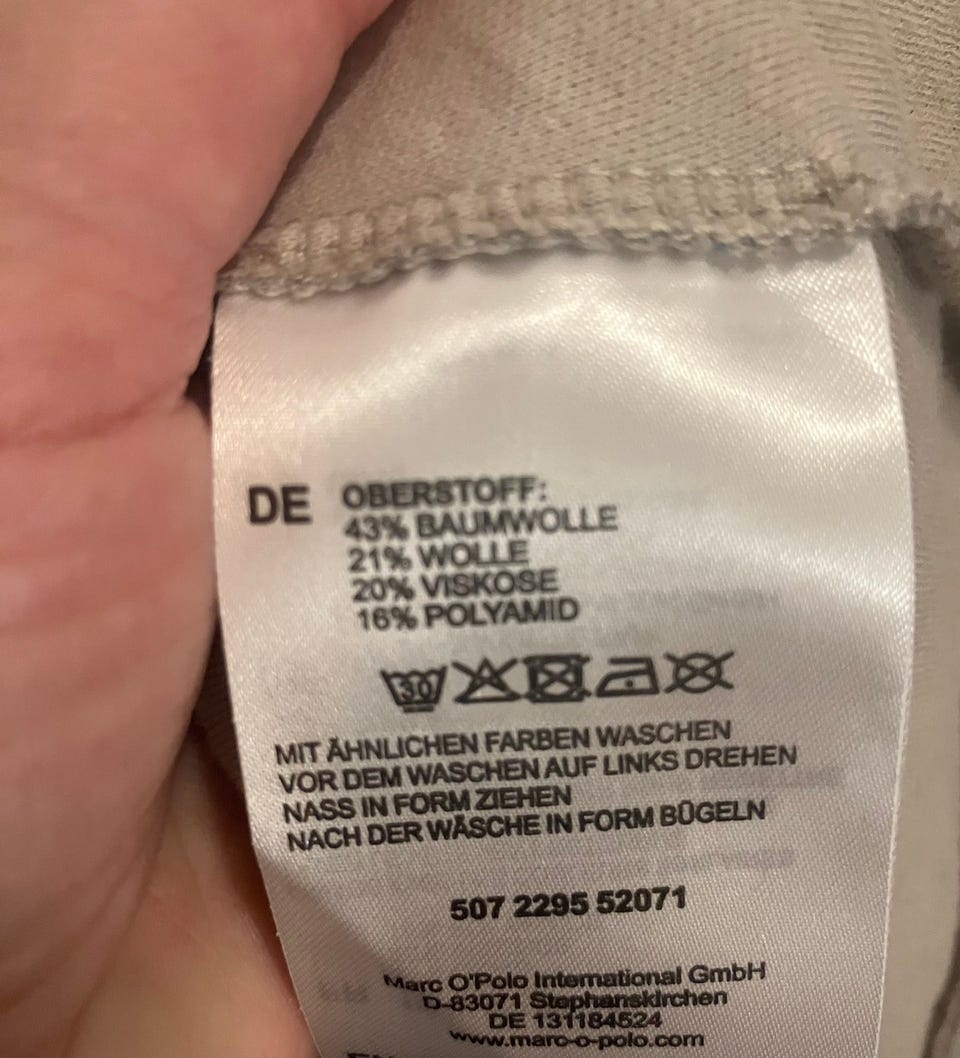 DE OBERSTOFF:
43% BAUMWOLLE
21% WOLLE
20% VISKOSE
16% POLYAMID
30
MIT ÄHNLICHEN FARBEN WASCHEN
VOR DEM WASCHEN AUF LINKS DREHEN
NASS IN FORM ZIEHEN
NACH DER WÄSCHE IN FORM BÜGELN
507 2295 52071
Marc O'Polo International GmbH
D-83071 Stephanskirchen
DE 131184524
www.marc-o-polo.com